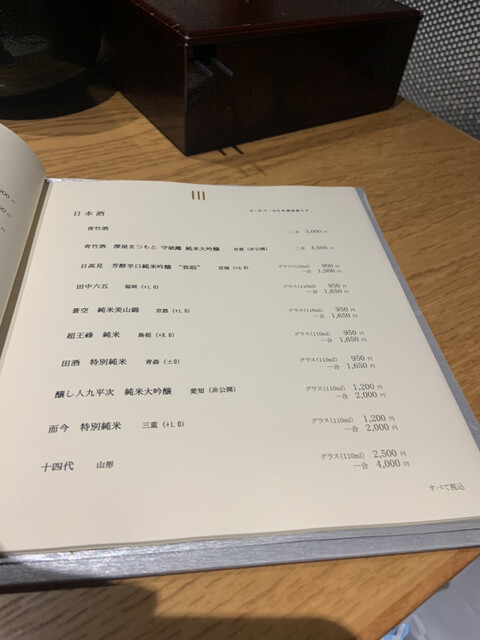 III
日本酒
青竹酒 二合 3,000 円
青竹酒 澤屋まつもと 守破離 純米大吟醸 京都 (非公開) 二合 4,000 円
日高見 芳醇辛口純米吟醸 "弥助" 宮城 (+4.0) グラス(110ml) 900 円
一合 1,500 円
田中六五 福岡 (+1.0) グラス(110ml) 950 円
一合 1,650 円
蒼空 純米美山錦 京都 (+1.0) グラス(110ml) 950 円
一合 1,650 円
超王祿 純米 島根 (+8.0) グラス(110ml) 950 円
一合 1,650 円
田酒 特別純米 青森 (±0) グラス(110ml) 950 円
一合 1,650 円
醸し人九平次 純米大吟醸 愛知 (非公開) グラス(110ml) 1,200 円
一合 2,000 円
而今 特別純米 三重 (+1.0) グラス(110ml) 1,200 円
一合 2,000 円
十四代 山形 グラス(110ml) 2,500 円
一合 4,000 円
すべて税込